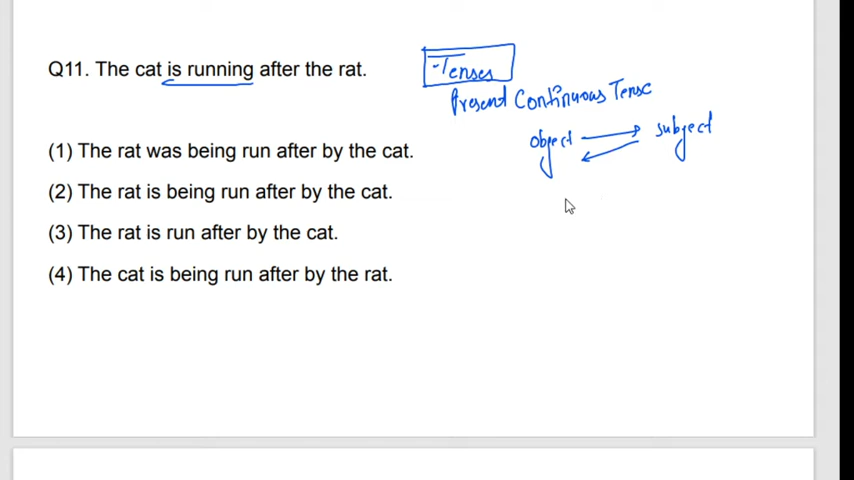 Q11. The cat is running after the rat.
Tenses
Present Continuous Tense
object subject
(1) The rat was being run after by the cat.
(2) The rat is being run after by the cat.
(3) The rat is run after by the cat.
(4) The cat is being run after by the rat.